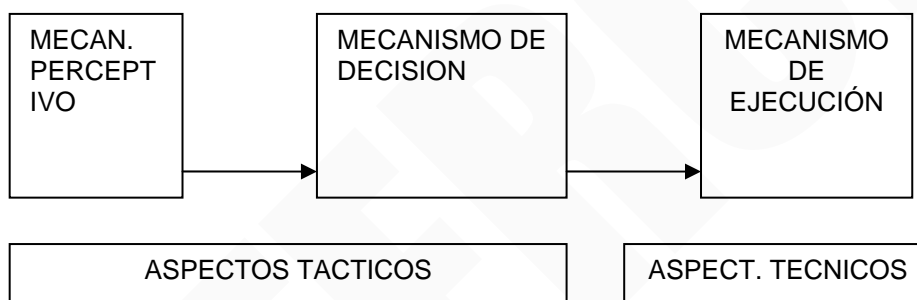 MECAN.
PERCEPT
IVO
MECANISMO DE
DECISION
MECANISMO
DE
EJECUCIÓN
ASPECTOS TACTICOS
ASPECT. TECNICOS